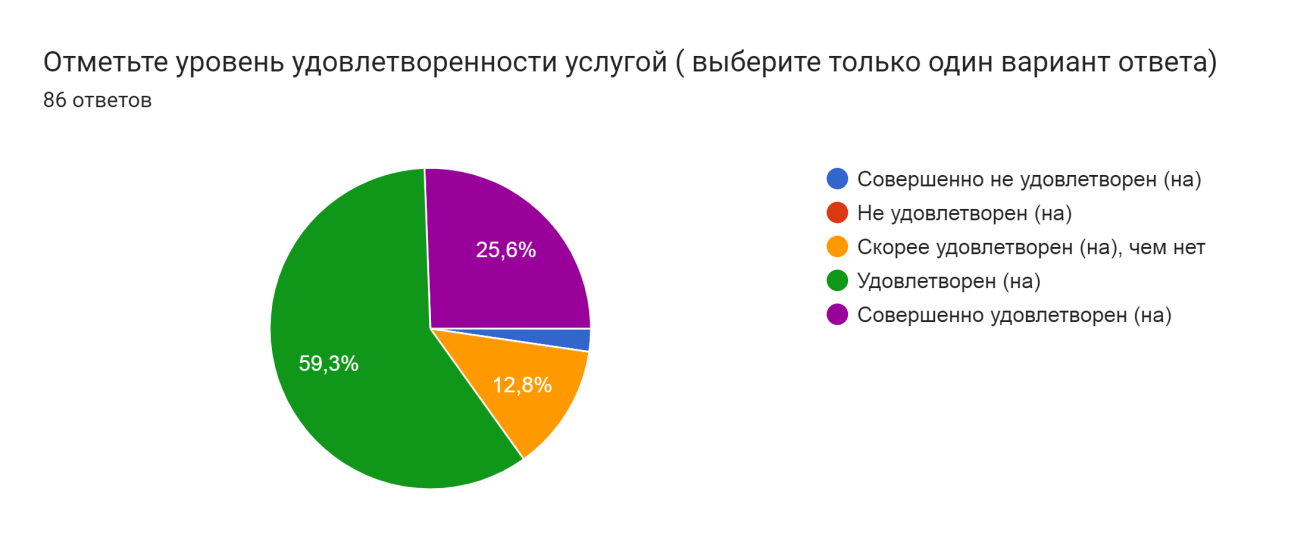 Отметьте уровень удовлетворенности услугой ( выберите только один вариант ответа)
86 ответов
Совершенно не удовлетворен (на)
Не удовлетворен (на)
Скорее удовлетворен (на), чем нет
Удовлетворен (на)
Совершенно удовлетворен (на)
25,6%
59,3%
12,8%